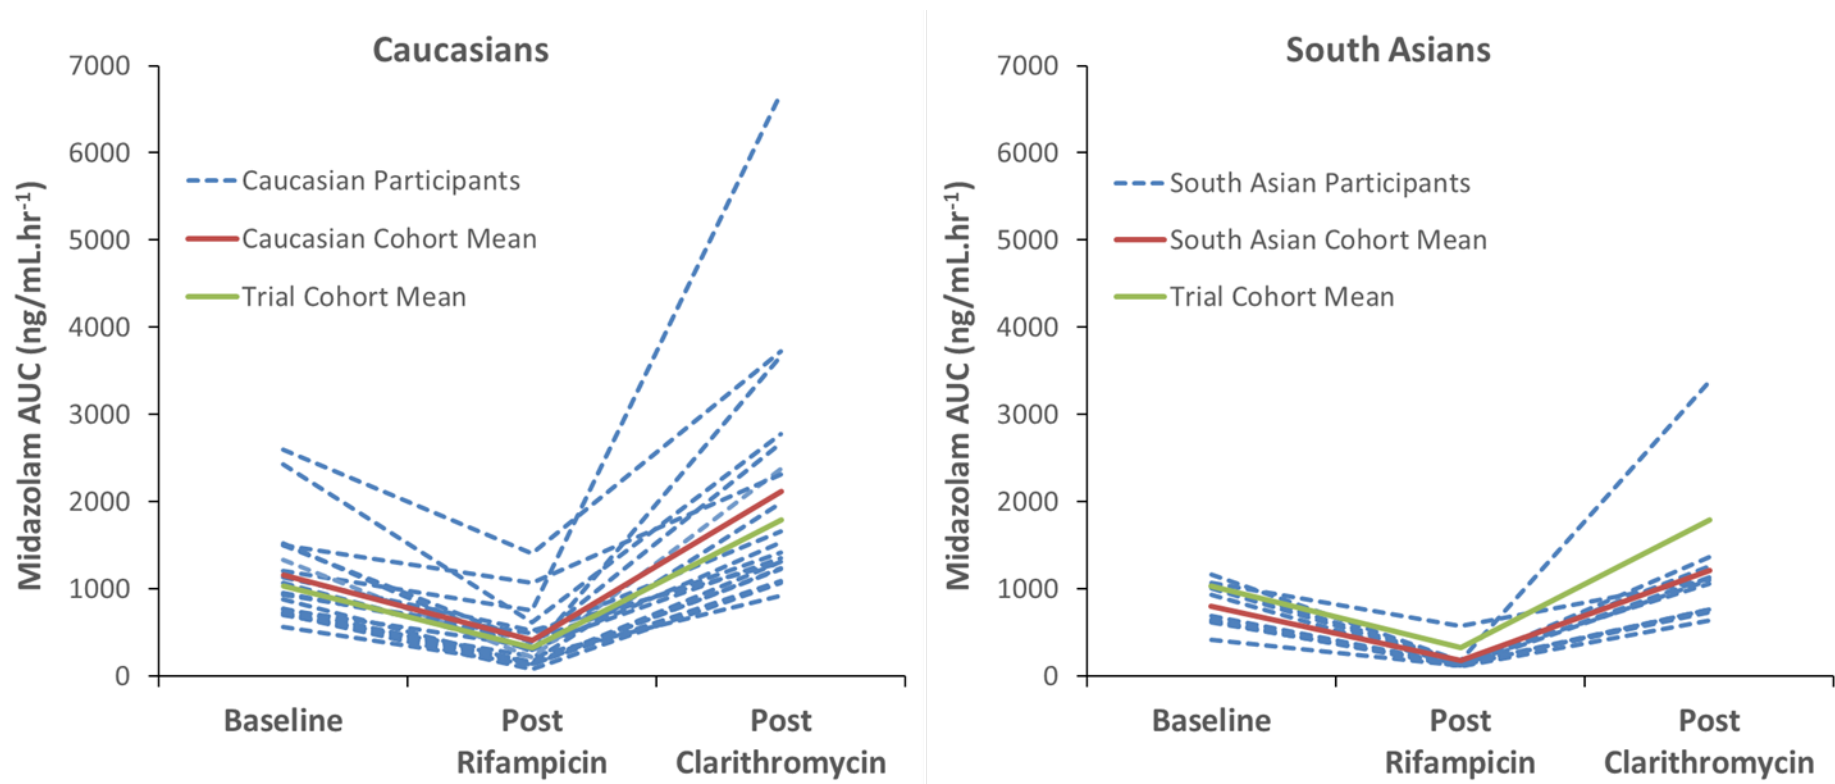 Caucasians
Midazolam AUC (ng/mL.hr⁻¹)
7000
6000
5000
4000
3000
2000
1000
0
Caucasian Participants
Caucasian Cohort Mean
Trial Cohort Mean
Baseline
Post
Rifampicin
Post
Clarithromycin
South Asians
Midazolam AUC (ng/mL.hr⁻¹)
7000
6000
5000
4000
3000
2000
1000
0
South Asian Participants
South Asian Cohort Mean
Trial Cohort Mean
Baseline
Post
Rifampicin
Post
Clarithromycin